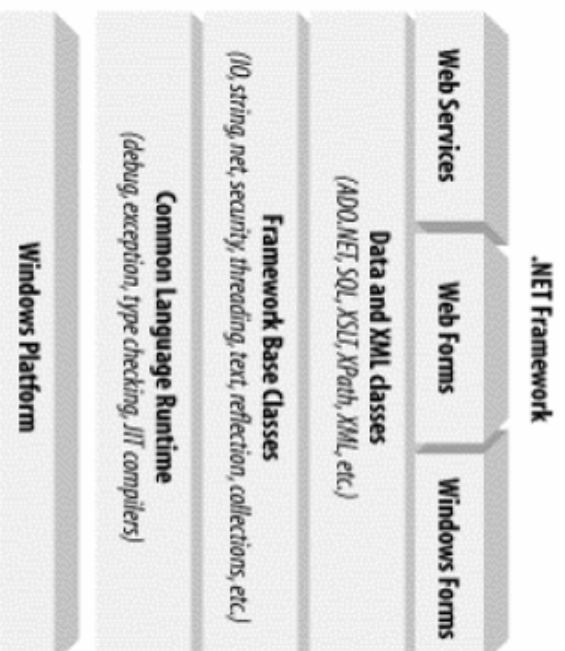 .NET Framework
Web Services
Web Forms
Windows Forms
Data and XML classes
(ADO.NET, SQL, XSLT, XPath, XML, etc.)
Framework Base Classes
(IO, string, net, security, threading, text, reflection, collections, etc.)
Common Language Runtime
(debug, exception, type checking, JIT compilers)
Windows Platform